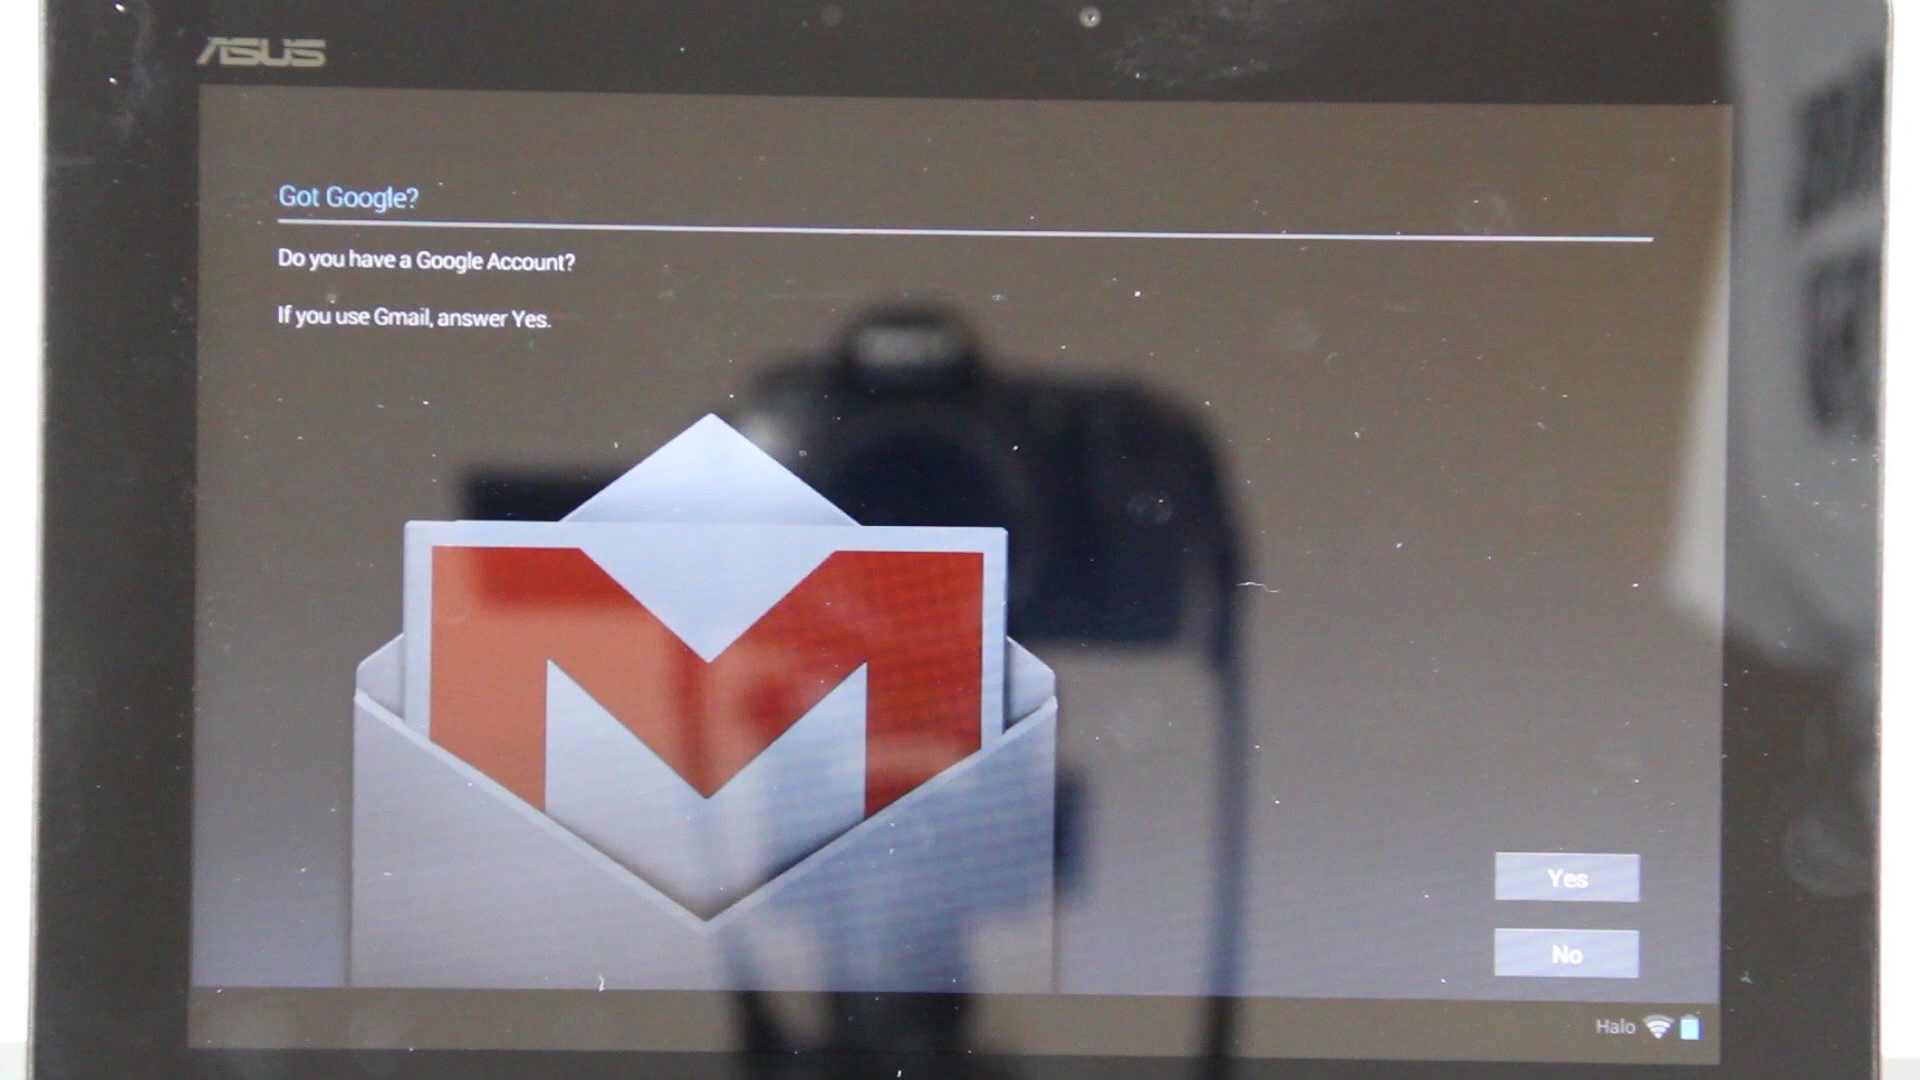 ASUS
Got Google?
Do you have a Google Account?
If you use Gmail, answer Yes.
Yes
No
Halo